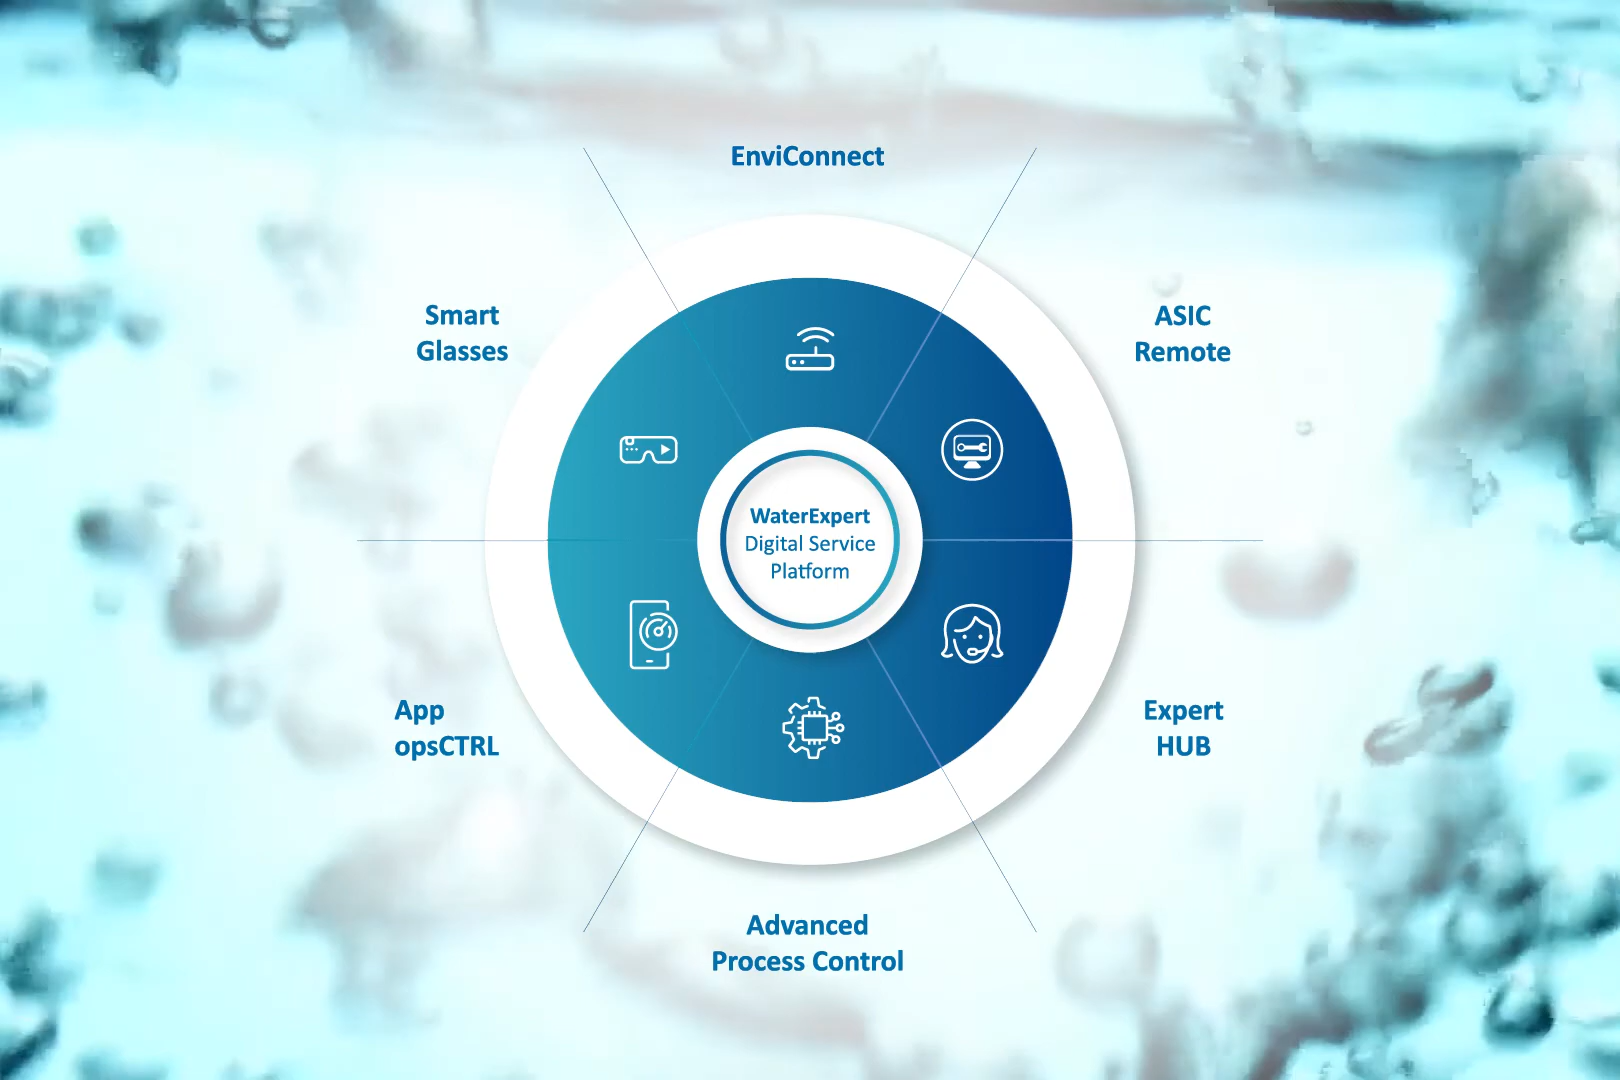 EnviConnect
ASIC
Remote
Expert
HUB
Advanced
Process Control
App
opsCTRL
Smart
Glasses
WaterExpert
Digital Service
Platform